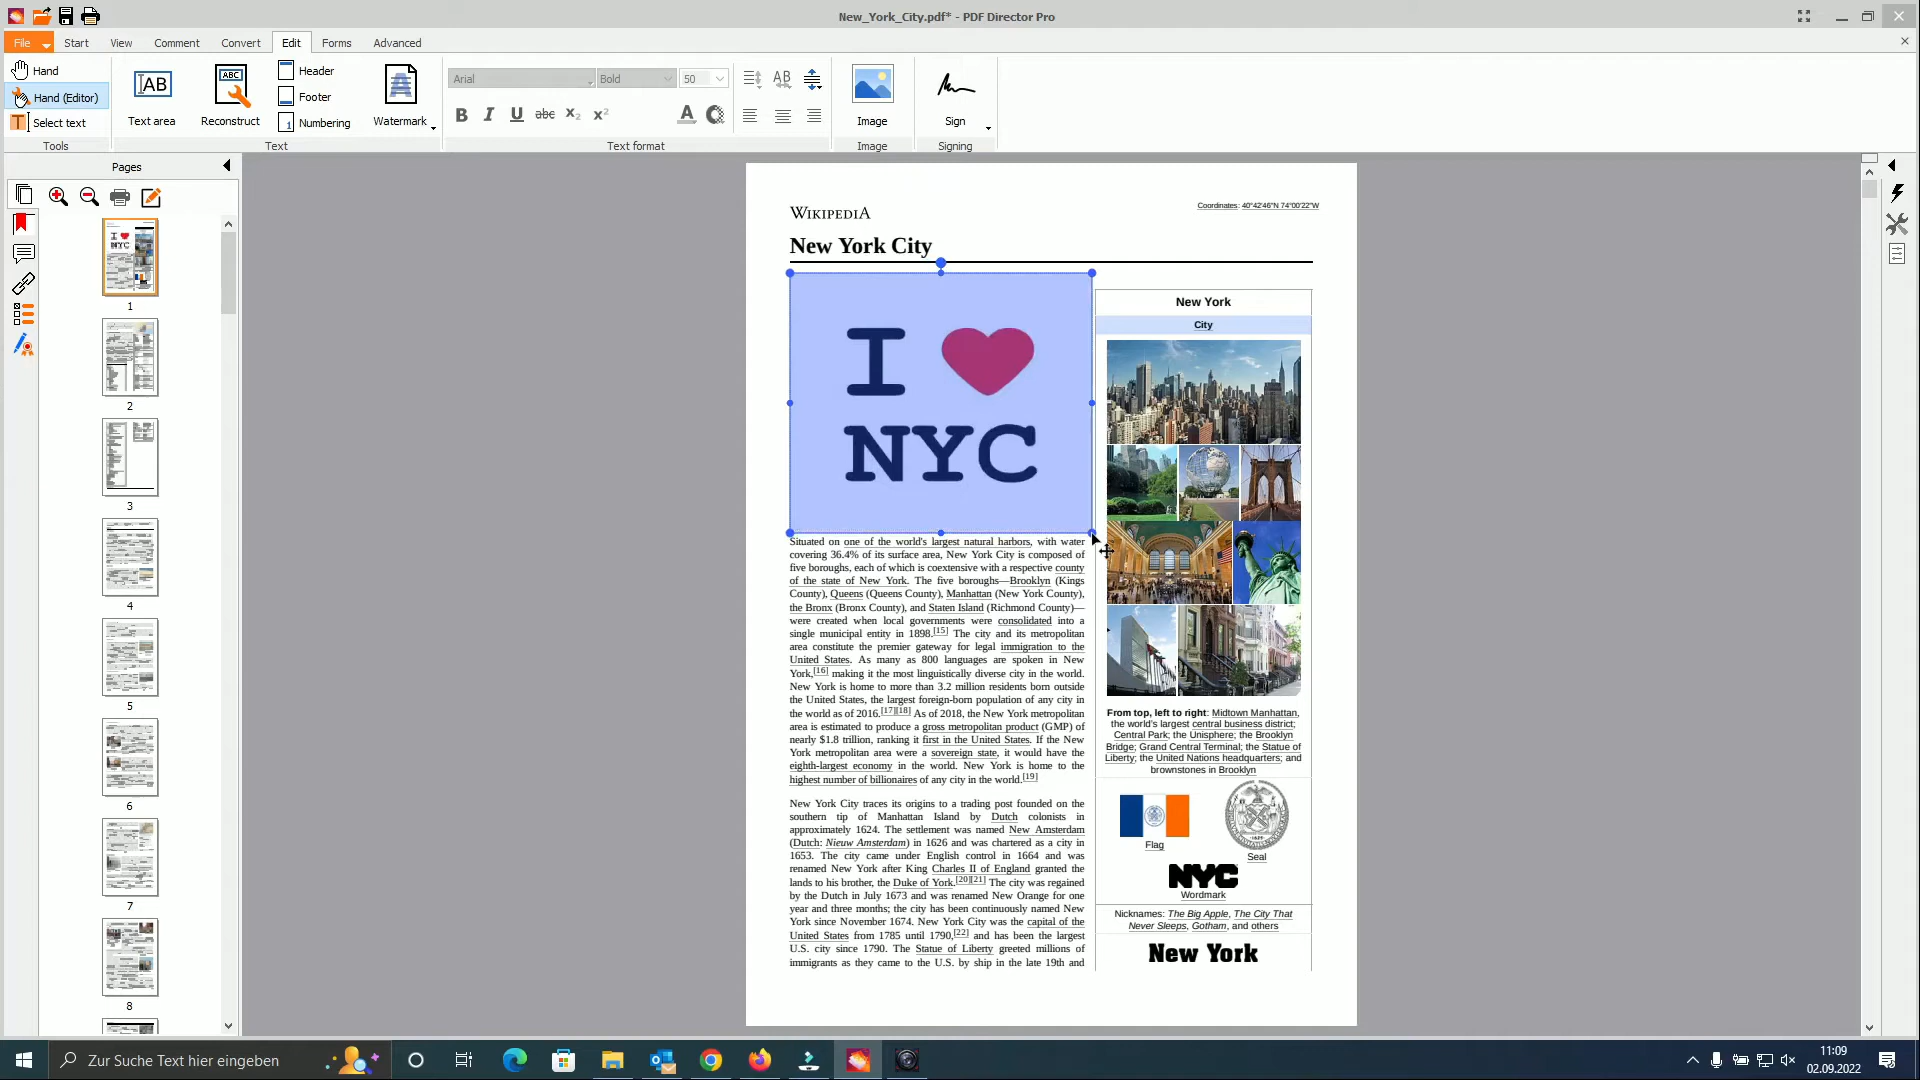 New_York_City.pdf* - PDF Director Pro
File Start View Comment Convert Edit Forms Advanced
Hand
Hand (Editor)
Select text
Tools
Text area
Reconstruct
Header
Footer
Numbering
Watermark
Text
Arial Bold 50
Text format
Image
Image
Sign
Signing
Pages
1
2
3
4
5
6
7
8
WIKIPEDIA
Coordinates: 40°42′46″N 74°00′22″W
New York City
I ♥
NYC
Situated on one of the world's largest natural harbors, with water
covering 36.4% of its surface area, New York City is composed of
five boroughs, each of which is coextensive with a respective county
of the state of New York. The five boroughs—Brooklyn (Kings
County), Queens (Queens County), Manhattan (New York County),
the Bronx (Bronx County), and Staten Island (Richmond County)—
were created when local governments were consolidated into a
single municipal entity in 1898.[15] The city and its metropolitan
area constitute the premier gateway for legal immigration to the
United States. As many as 800 languages are spoken in New
York,[16] making it the most linguistically diverse city in the world.
New York is home to more than 3.2 million residents born outside
the United States, the largest foreign-born population of any city in
the world as of 2016.[17][18] As of 2018, the New York metropolitan
area is estimated to produce a gross metropolitan product (GMP) of
nearly $1.8 trillion, ranking it first in the United States. If the New
York metropolitan area were a sovereign state, it would have the
eighth-largest economy in the world. New York is home to the
highest number of billionaires of any city in the world.[19]
New York City traces its origins to a trading post founded on the
southern tip of Manhattan Island by Dutch colonists in
approximately 1624. The settlement was named New Amsterdam
(Dutch: Nieuw Amsterdam) in 1626 and was chartered as a city in
1653. The city came under English control in 1664 and was
renamed New York after King Charles II of England granted the
lands to his brother, the Duke of York.[20][21] The city was regained
by the Dutch in July 1673 and was renamed New Orange for one
year and three months; the city has been continuously named New
York since November 1674. New York City was the capital of the
United States from 1785 until 1790,[22] and has been the largest
U.S. city since 1790. The Statue of Liberty greeted millions of
immigrants as they came to the U.S. by ship in the late 19th and
New York
City
From top, left to right: Midtown Manhattan,
the world's largest central business district;
Central Park; the Unisphere; the Brooklyn
Bridge; Grand Central Terminal; the Statue of
Liberty; the United Nations headquarters; and
brownstones in Brooklyn
Flag
Seal
NYC
Wordmark
Nicknames: The Big Apple, The City That
Never Sleeps, Gotham, and others
New York
Zur Suche Text hier eingeben
11:09
02.09.2022